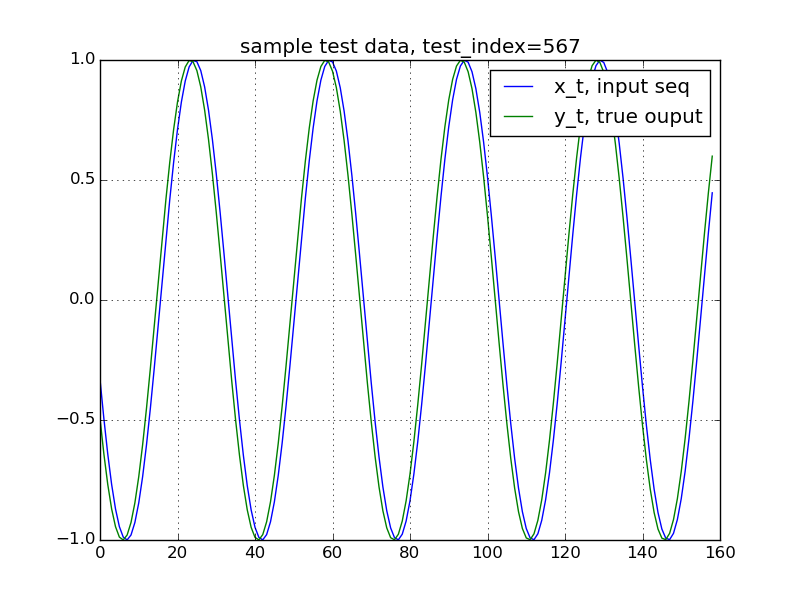 sample test data, test_index=567
x_t, input seq
y_t, true ouput
1.0
0.5
0.0
−0.5
−1.0
0 20 40 60 80 100 120 140 160